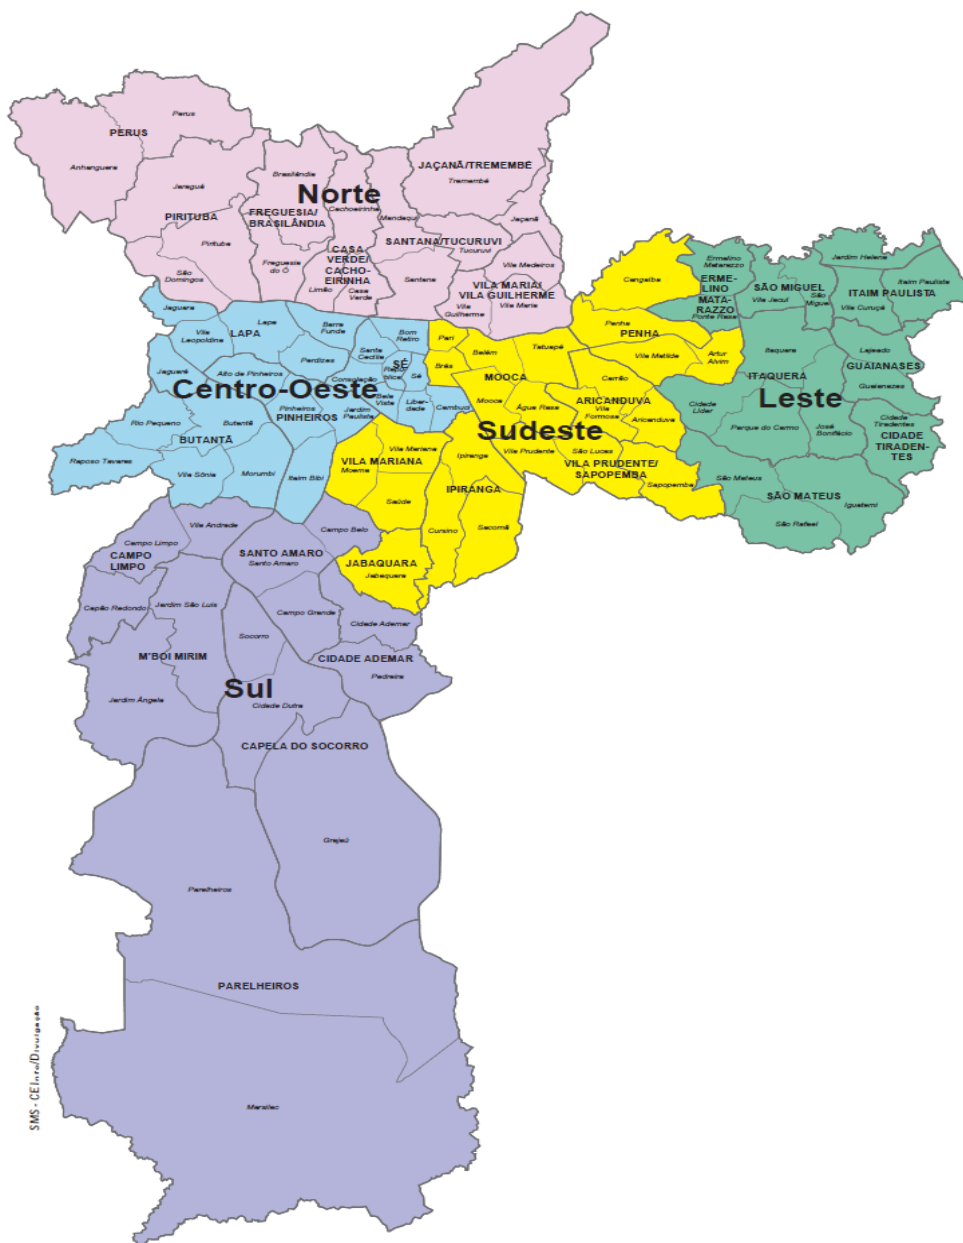 Perus
PERUS
Anhanguera
Jaraguá
PIRITUBA
Pirituba
São
Domingos
Brasilândia
Norte
Cachoeirinha
FREGUESIA/
BRASILÂNDIA
Freguesia
do Ó
CASA
VERDE/
CACHO-
EIRINHA
Limão
Casa
Verde
Mandaqui
JAÇANÃ/TREMEMBÉ
Tremembé
Jaçanã
SANTANA/TUCURUVI
Tucuruvi
Santana
Vila Medeiros
VILA MARIA/
VILA GUILHERME
Vila
Guilherme
Vila Maria
Jaguara
Vila
Leopoldina
LAPA
Lapa
Barra
Funda
Bom
Retiro
Jaguaré
Alto de Pinheiros
Perdizes
Santa
Cecília
SÉ
Sé
Consolação
Repú-
blica
Bela
Vista
Liber-
dade
Cambuci
Centro-Oeste
Pinheiros
PINHEIROS
Jardim
Paulista
Rio Pequeno
Butantã
BUTANTÃ
Raposo Tavares
Vila Sônia
Morumbi
Itaim Bibi
Cangaíba
Penha
PENHA
Vila Matilde
Artur
Alvim
Pari
Brás
Belém
Tatuapé
MOOCA
Mooca
Água Rasa
Carrão
ARICANDUVA
Vila
Formosa
Aricanduva
Sudeste
Vila Prudente
São Lucas
VILA PRUDENTE/
SAPOPEMBA
Sapopemba
Vila Mariana
VILA MARIANA
Moema
Saúde
Ipiranga
IPIRANGA
Cursino
Sacomã
JABAQUARA
Jabaquara
Ermelino
Matarazzo
ERME-
LINO
MATA-
RAZZO
Ponte Rasa
SÃO MIGUEL
Vila Jacuí
São
Miguel
Jardim Helena
Itaim Paulista
ITAIM PAULISTA
Vila Curuçá
Itaquera
ITAQUERA
Lajeado
GUAIANASES
Guaianazes
Leste
Cidade
Líder
Parque do Carmo
José
Bonifácio
Cidade
Tiradentes
CIDADE
TIRADEN-
TES
São Mateus
SÃO MATEUS
Iguatemi
São Rafael
Vila Andrade
Campo Limpo
CAMPO
LIMPO
SANTO AMARO
Santo Amaro
Campo Belo
Capão Redondo
Jardim São Luis
Campo Grande
Socorro
Cidade Ademar
M'BOI MIRIM
CIDADE ADEMAR
Pedreira
Sul
Jardim Ângela
Cidade Dutra
CAPELA DO SOCORRO
Grajaú
Parelheiros
PARELHEIROS
Marsilac
SMS - CEInfo/Divulgação